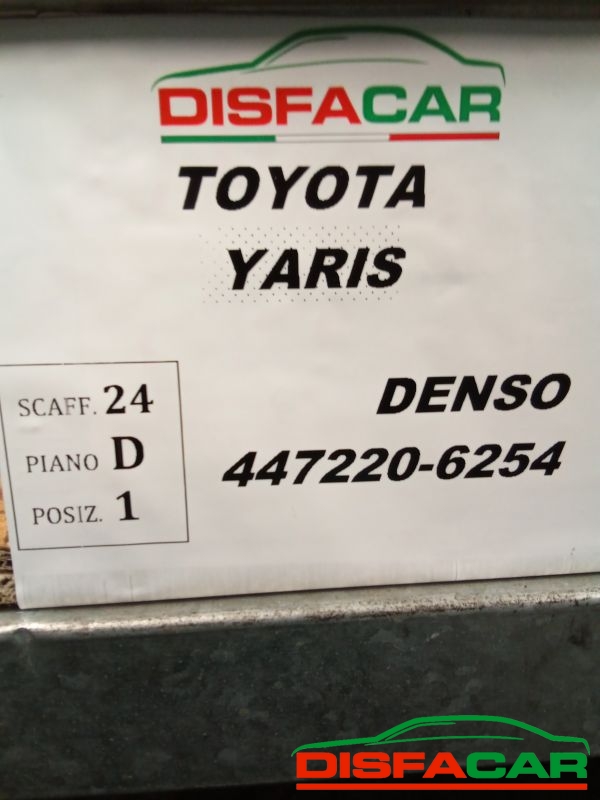 DISFACAR
TOYOTA
YARIS
SCAFF. 24
PIANO D
POSIZ. 1
DENSO
447220-6254
DISFACAR